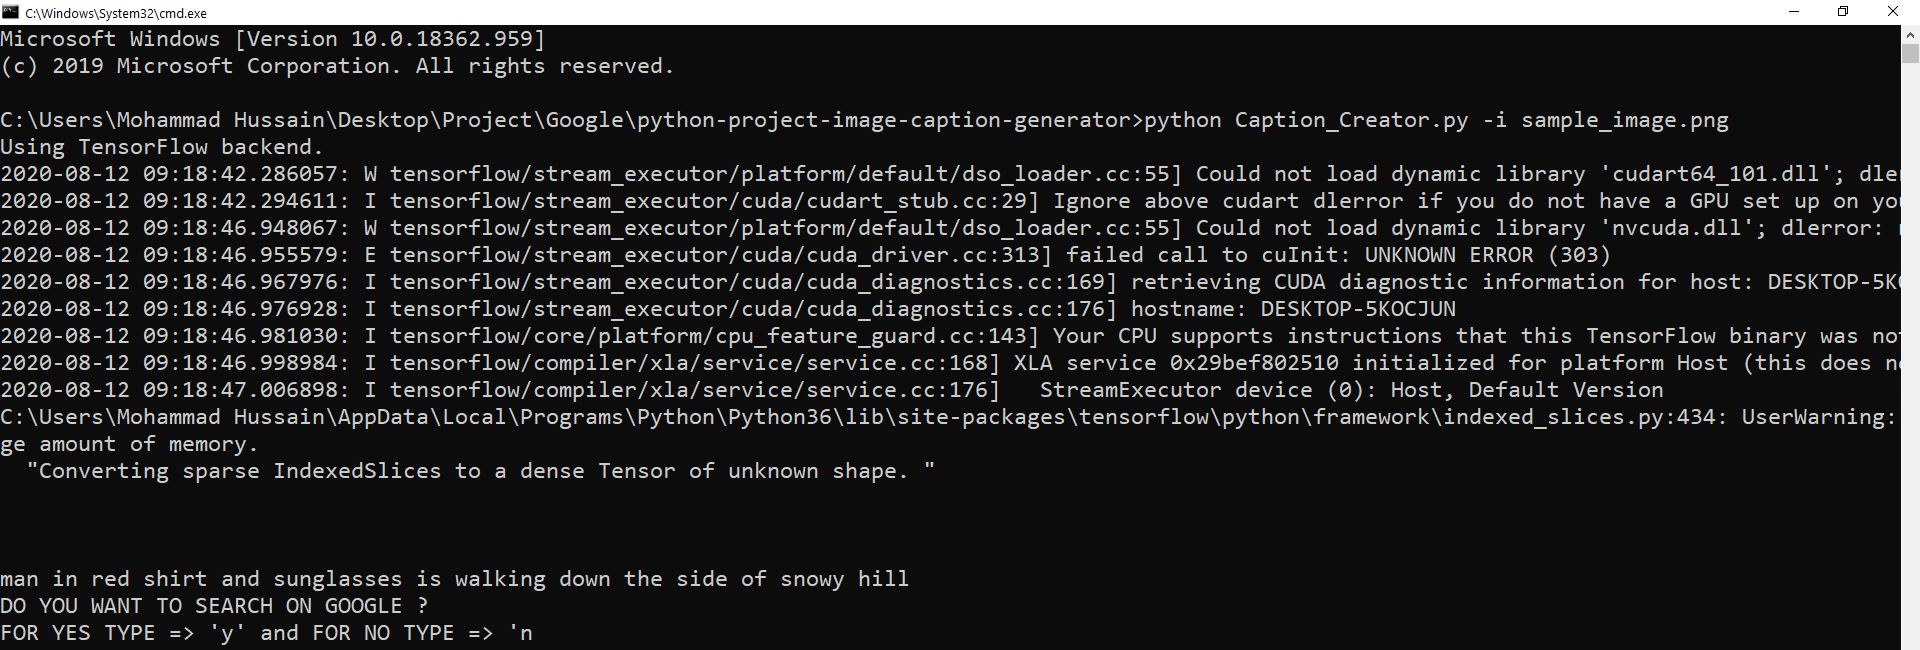 C:\Windows\System32\cmd.exe
Microsoft Windows [Version 10.0.18362.959]
(c) 2019 Microsoft Corporation. All rights reserved.
C:\Users\Mohammad Hussain\Desktop\Project\Google\python-project-image-caption-generator>python Caption_Creator.py -i sample_image.png
Using TensorFlow backend.
2020-08-12 09:18:42.286057: W tensorflow/stream_executor/platform/default/dso_loader.cc:55] Could not load dynamic library 'cudart64_101.dll'; dler
2020-08-12 09:18:42.294611: I tensorflow/stream_executor/cuda/cudart_stub.cc:29] Ignore above cudart dlerror if you do not have a GPU set up on you
2020-08-12 09:18:46.948067: W tensorflow/stream_executor/platform/default/dso_loader.cc:55] Could not load dynamic library 'nvcuda.dll'; dlerror:
2020-08-12 09:18:46.955579: E tensorflow/stream_executor/cuda/cuda_driver.cc:313] failed call to cuInit: UNKNOWN ERROR (303)
2020-08-12 09:18:46.967976: I tensorflow/stream_executor/cuda/cuda_diagnostics.cc:169] retrieving CUDA diagnostic information for host: DESKTOP-5KO
2020-08-12 09:18:46.976928: I tensorflow/stream_executor/cuda/cuda_diagnostics.cc:176] hostname: DESKTOP-5KOCJUN
2020-08-12 09:18:46.981030: I tensorflow/core/platform/cpu_feature_guard.cc:143] Your CPU supports instructions that this TensorFlow binary was not
2020-08-12 09:18:46.998984: I tensorflow/compiler/xla/service/service.cc:168] XLA service 0x29bef802510 initialized for platform Host (this does no
2020-08-12 09:18:47.006898: I tensorflow/compiler/xla/service/service.cc:176]   StreamExecutor device (0): Host, Default Version
C:\Users\Mohammad Hussain\AppData\Local\Programs\Python\Python36\lib\site-packages\tensorflow\python\framework\indexed_slices.py:434: UserWarning:
ge amount of memory.
  "Converting sparse IndexedSlices to a dense Tensor of unknown shape. "
man in red shirt and sunglasses is walking down the side of snowy hill
DO YOU WANT TO SEARCH ON GOOGLE ?
FOR YES TYPE => 'y' and FOR NO TYPE => 'n